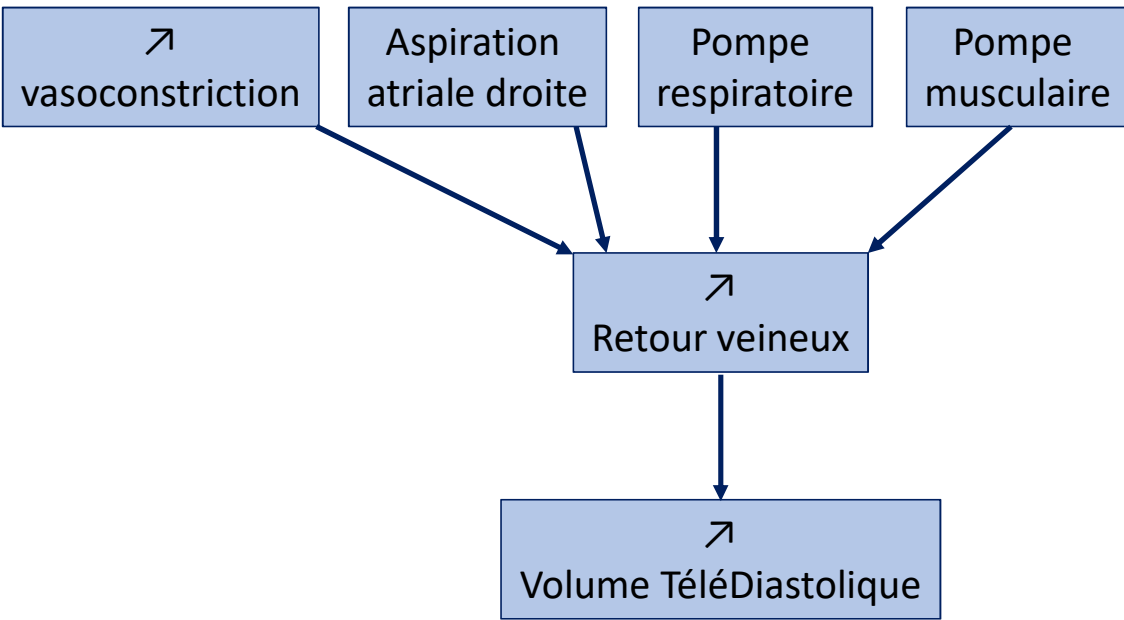 ↗
vasoconstriction
Aspiration
atriale droite
Pompe
respiratoire
Pompe
musculaire
↗
Retour veineux
↗
Volume TéléDiastolique